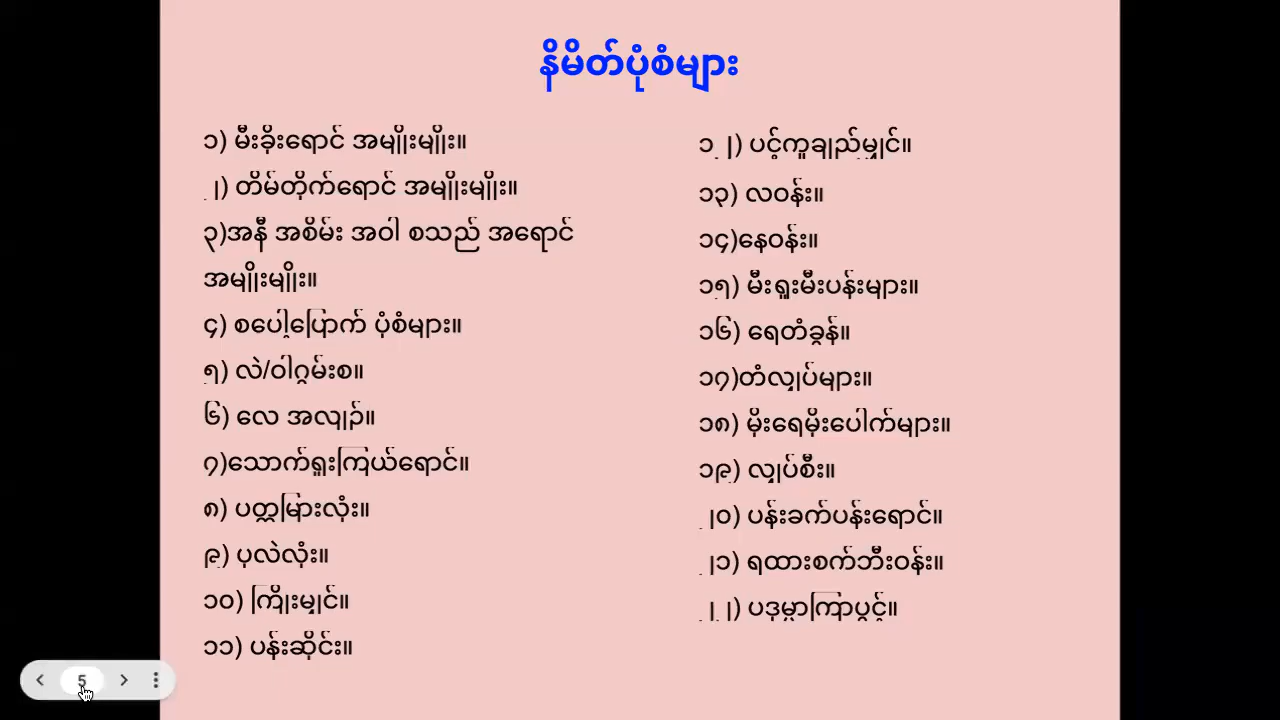 နိမိတ်ပုံစံများ
၁) မီးခိုးရောင် အမျိုးမျိုး။
၂) တိမ်တိုက်ရောင် အမျိုးမျိုး။
၃)အနီ အစိမ်း အဝါ စသည် အရောင်
အမျိုးမျိုး။
၄) စပေါ့ပြောက် ပုံစံများ။
၅) လဲ/ဝါဂွမ်းစ။
၆) လေ အလျဉ်။
၇)သောက်ရှူးကြယ်ရောင်။
၈) ပတ္တမြားလုံး။
၉) ပုလဲလုံး။
၁၀) ကြိုးမျှင်။
၁၁) ပန်းဆိုင်း။
၁၂) ပင့်ကူချည်မျှင်။
၁၃) လဝန်း။
၁၄)နေဝန်း။
၁၅) မီးရှူးမီးပန်းများ။
၁၆) ရေတံခွန်။
၁၇)တံလျှပ်များ။
၁၈) မိုးရေမိုးပေါက်များ။
၁၉) လျှပ်စီး။
၂၀) ပန်းခက်ပန်းရောင်။
၂၁) ရထားစက်ဘီးဝန်း။
၂၂) ပဒုမ္မာကြာပွင့်။
5